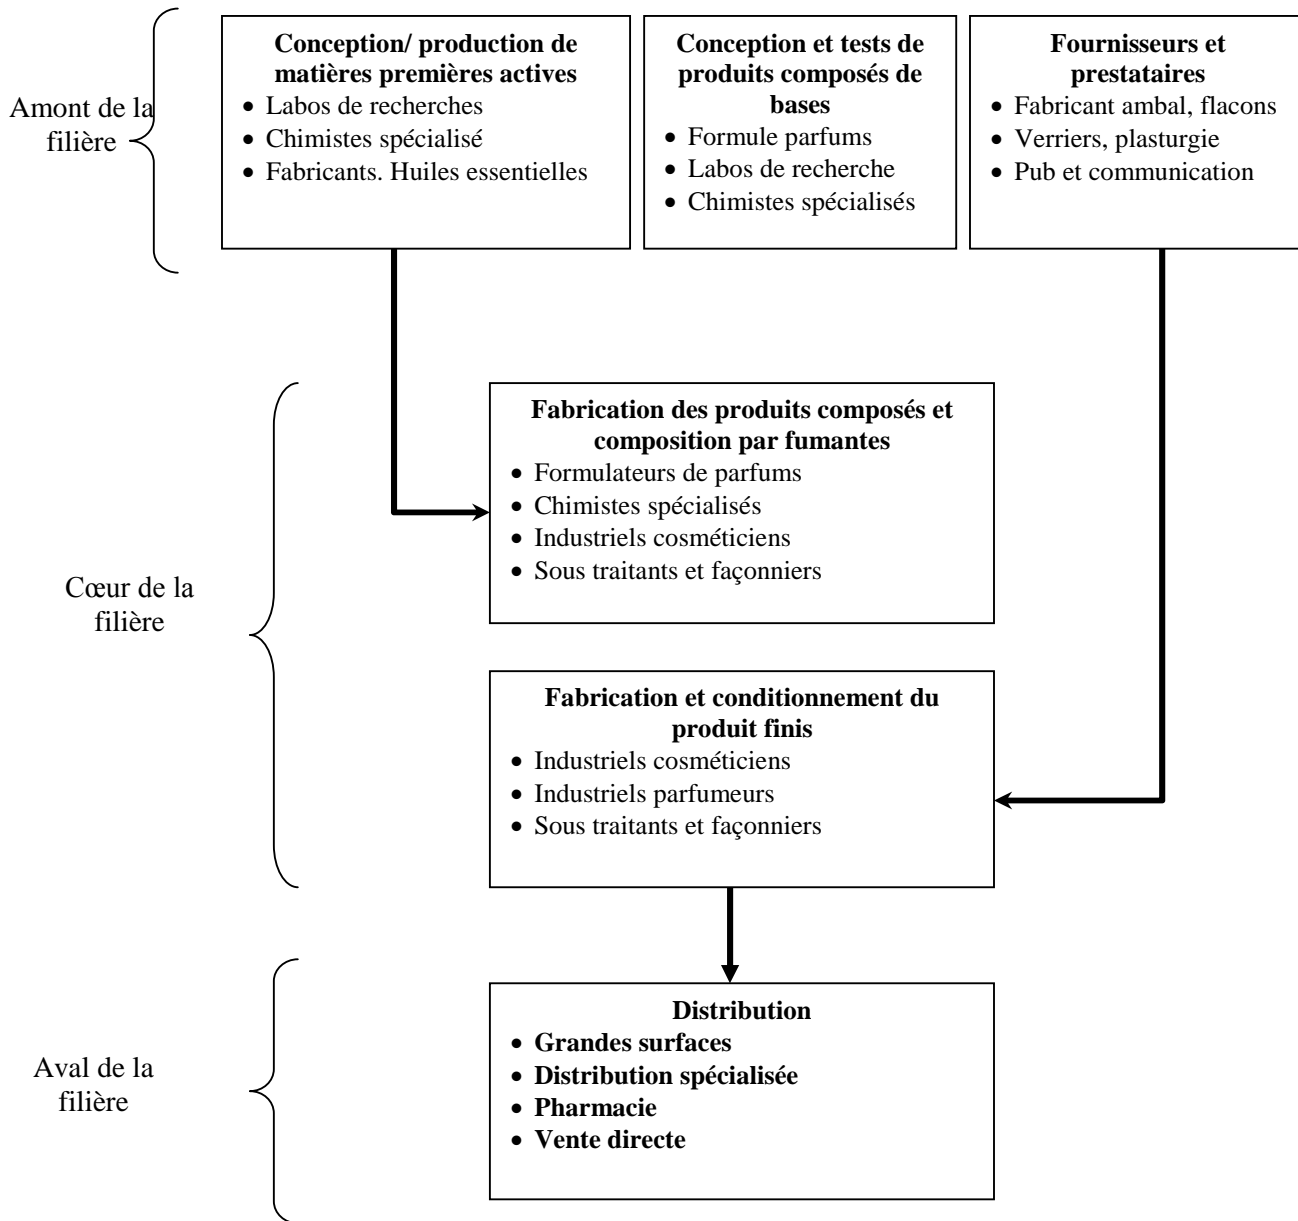 Amont de la
filière
Conception/ production de
matières premières actives
• Labos de recherches
• Chimistes spécialisé
• Fabricants. Huiles essentielles
Conception et tests de
produits composés de
bases
• Formule parfums
• Labos de recherche
• Chimistes spécialisés
Fournisseurs et
prestataires
• Fabricant ambal, flacons
• Verriers, plasturgie
• Pub et communication
Cœur de la
filière
Fabrication des produits composés et
composition par fumantes
• Formulateurs de parfums
• Chimistes spécialisés
• Industriels cosméticiens
• Sous traitants et façonniers
Fabrication et conditionnement du
produit finis
• Industriels cosméticiens
• Industriels parfumeurs
• Sous traitants et façonniers
Aval de la
filière
Distribution
• Grandes surfaces
• Distribution spécialisée
• Pharmacie
• Vente directe